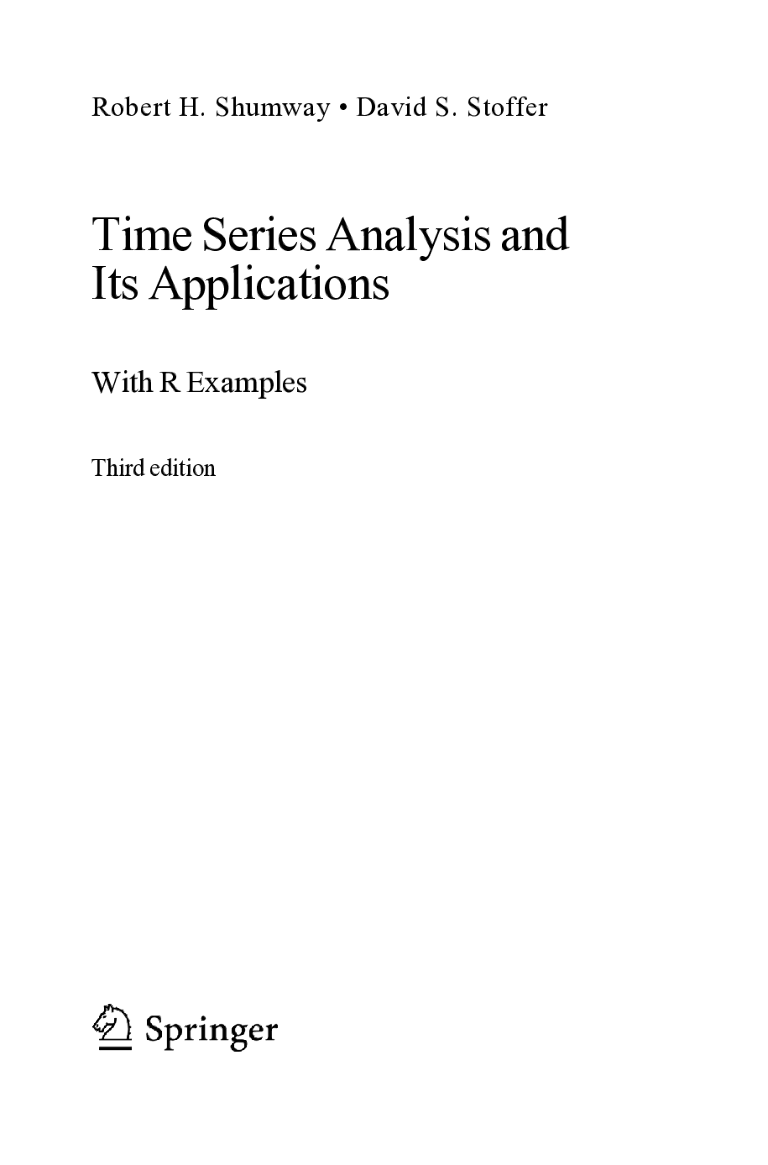 Robert H. Shumway • David S. Stoffer
Time Series Analysis and
Its Applications
With R Examples
Third edition
Springer